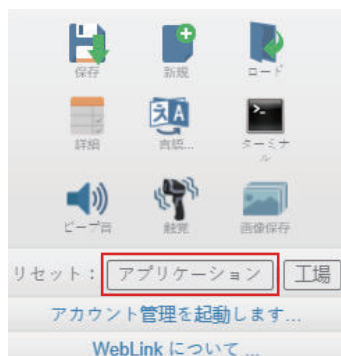 保存 新規 ロード
詳細 言語... ターミナル
ビープ音 触覚 画像保存
リセット： アプリケーション 工場
アカウント管理を起動します...
WebLink について ...